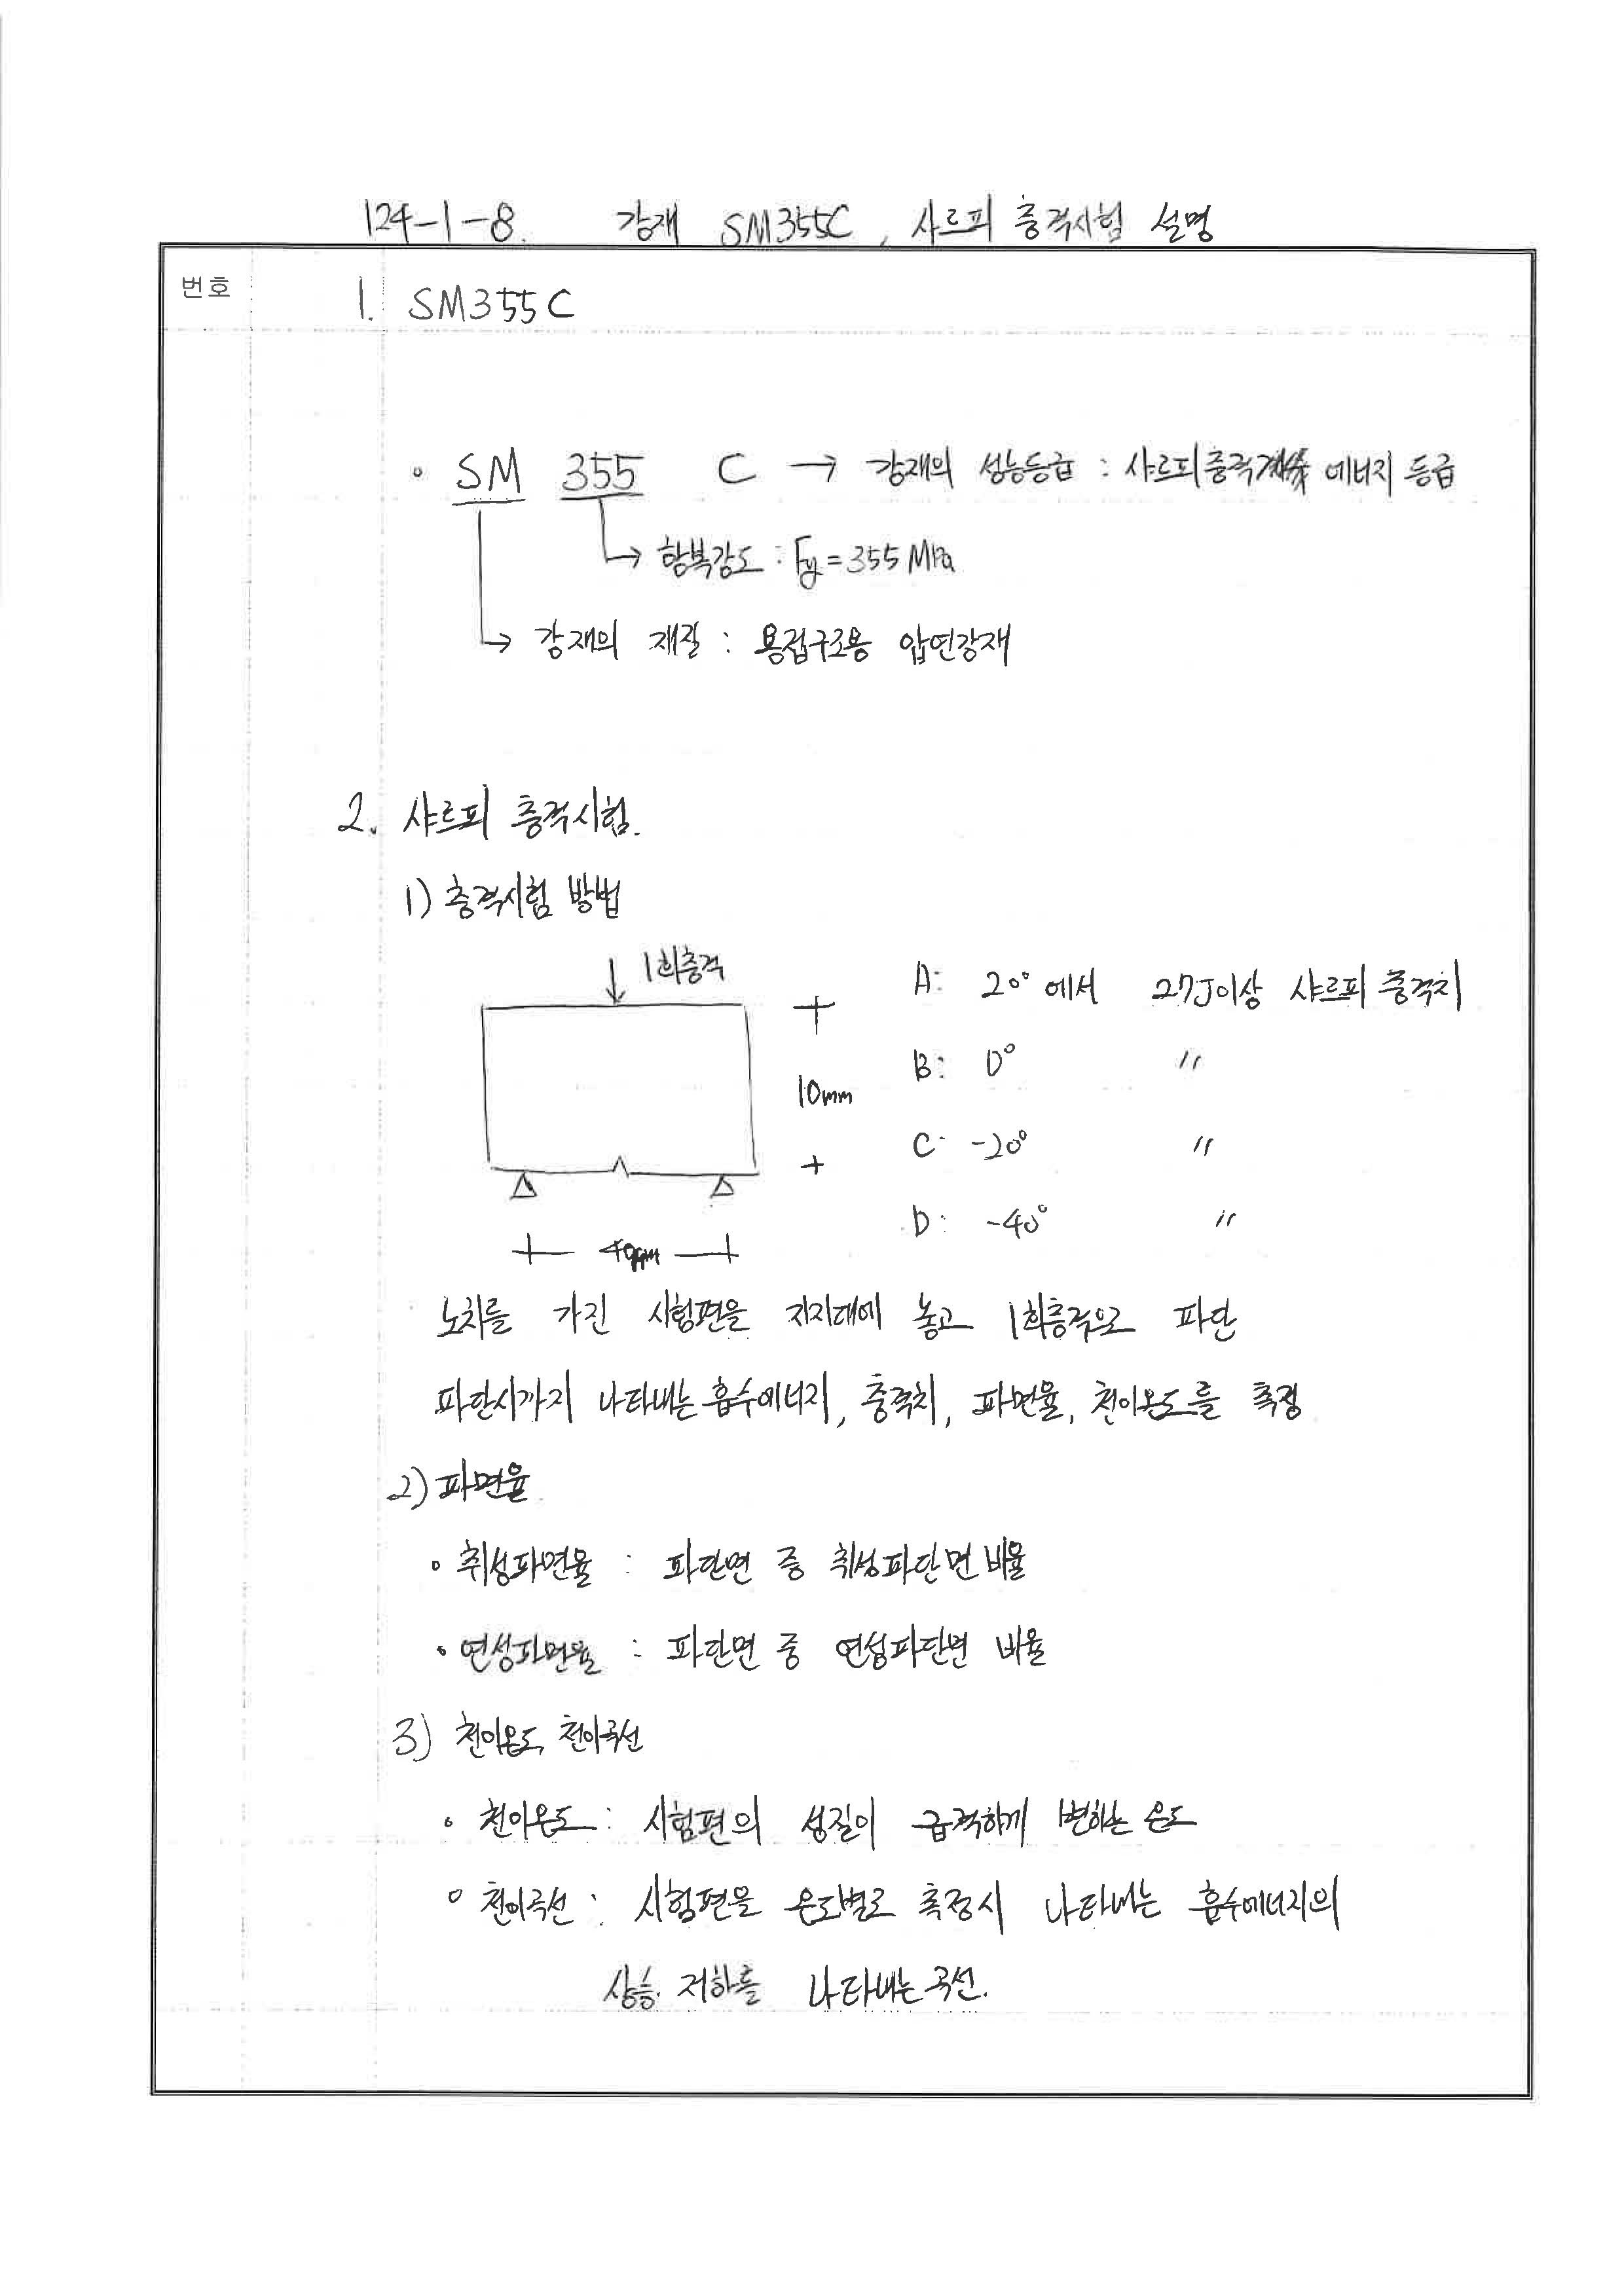 124-1-8. 강재 SM355C, 샤르피 충격시험 설명
번호
1. SM355C
◦ SM 355 C → 강재의 성능등급 : 샤르피충격 에너지 등급
→ 항복강도 : Fy = 355 MPa
→ 강재의 재질 : 용접구조용 압연강재
2. 샤르피 충격시험.
1) 충격시험 방법
↓ 1회충격
10mm
40mm
A: 20° 에서 27J이상 샤르피 충격치
B: 0° 〃
C: -20° 〃
D: -40° 〃
노치를 가진 시험편을 지지대에 놓고 1회충격으로 파단
파단시까지 나타내는 흡수에너지, 충격치, 파면율, 천이온도를 측정
2) 파면율
◦ 취성파면율 : 파단면 중 취성파단면 비율
◦ 연성파면율 : 파단면 중 연성파단면 비율
3) 천이온도, 천이곡선
◦ 천이온도 : 시험편의 성질이 급격하게 변하는 온도
◦ 천이곡선 : 시험편을 온도별로 측정시 나타내는 흡수에너지의
상승. 저하를 나타내는 곡선.